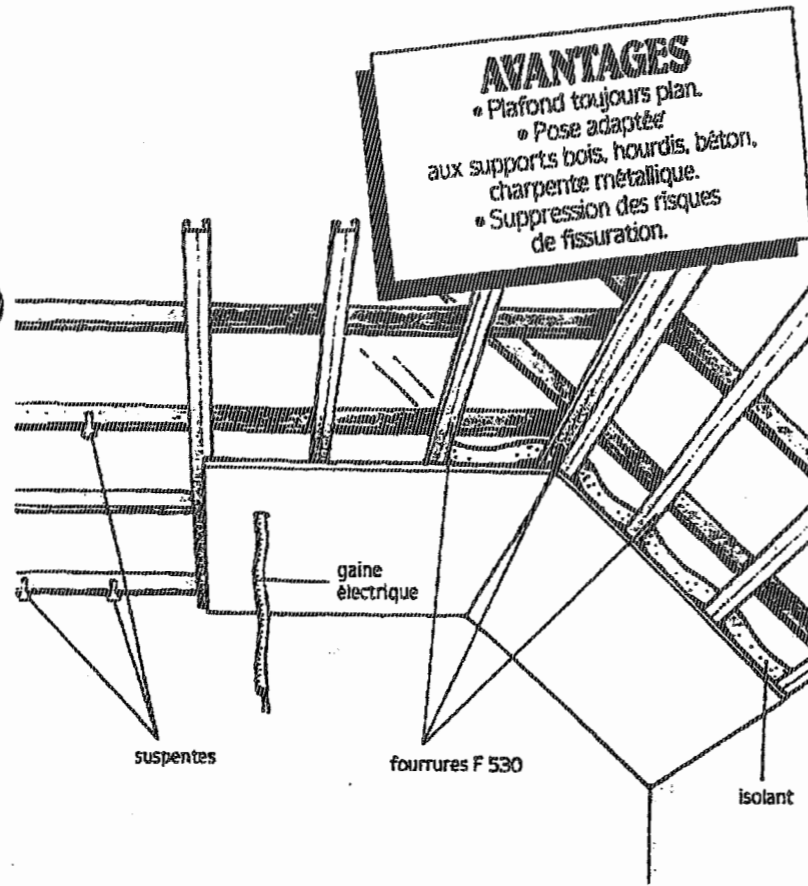 AVANTAGES
• Plafond toujours plan.
• Pose adaptée
aux supports bois, hourdis, béton,
charpente métallique.
• Suppression des risques
de fissuration.
gaine
électrique
suspentes
fourrures F 530
isolant